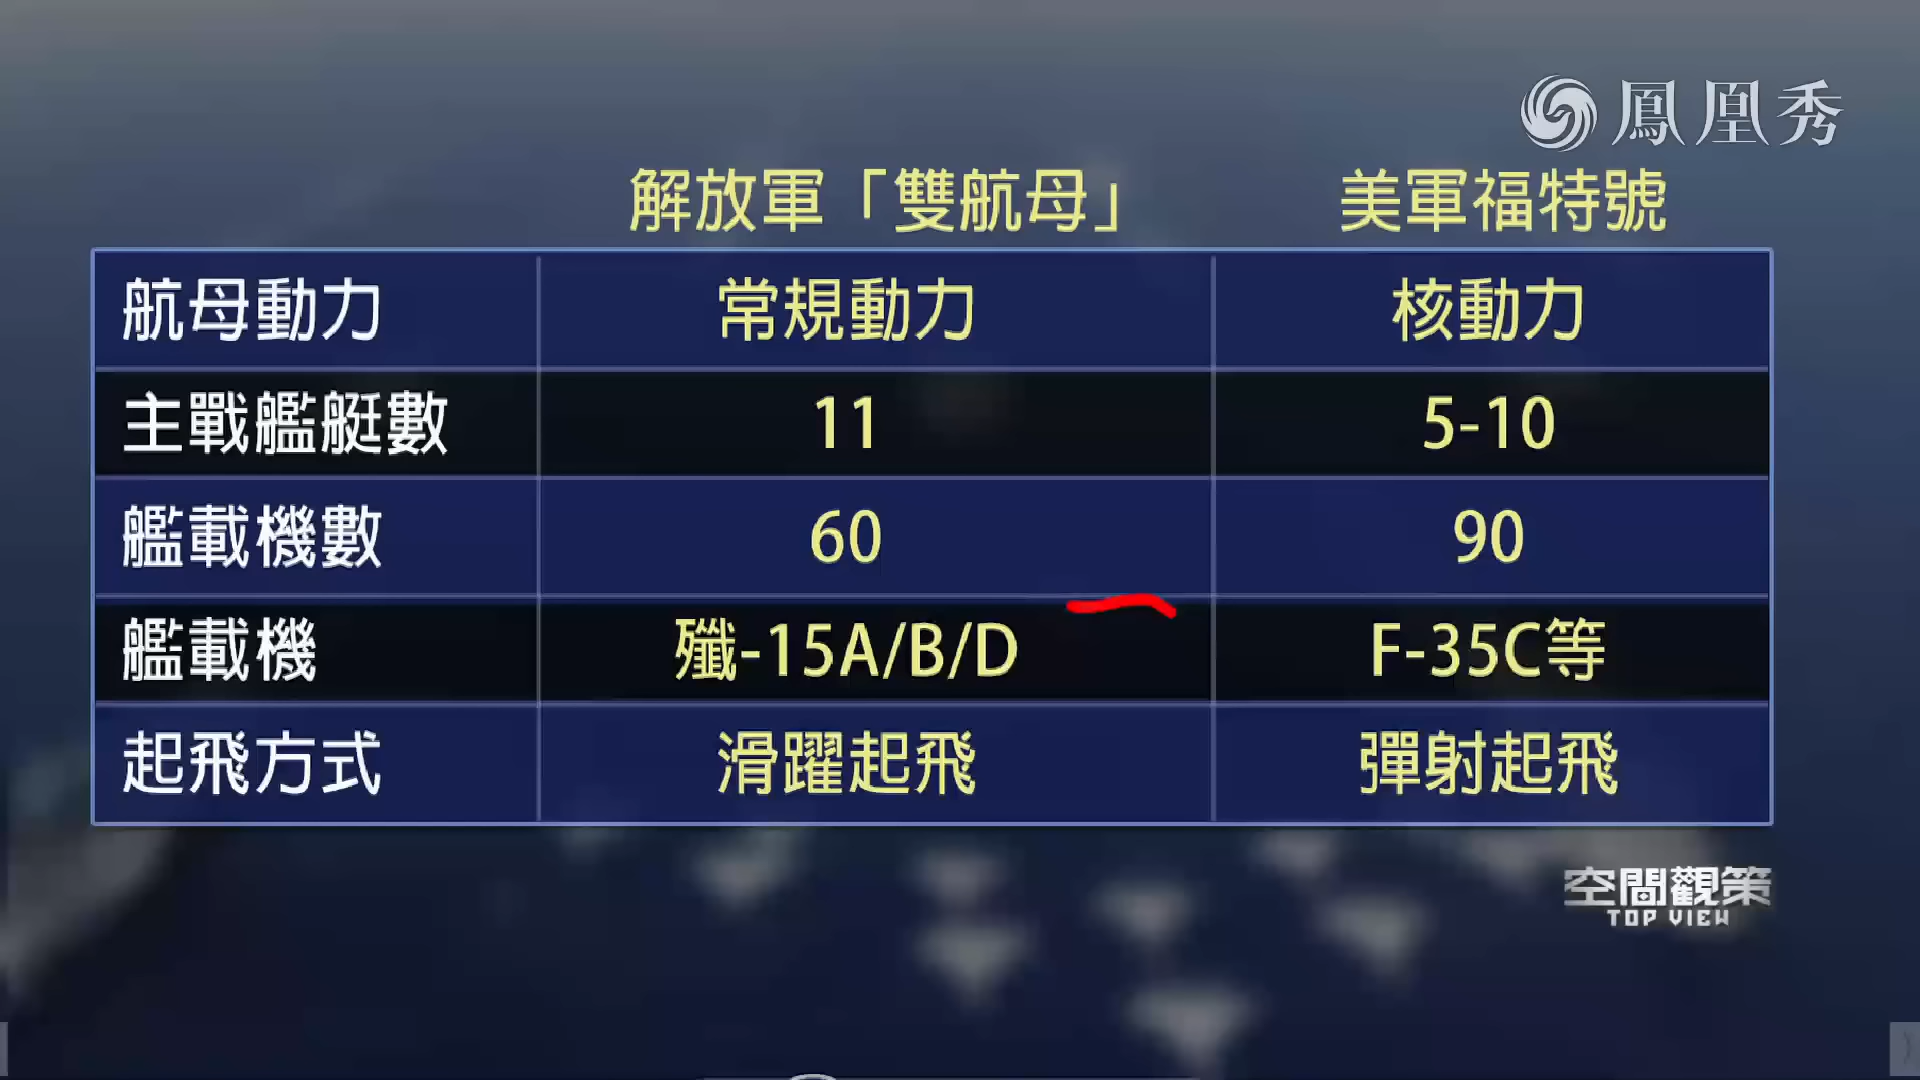 鳳凰秀
解放軍「雙航母」 美軍福特號
航母動力 常規動力 核動力
主戰艦艇數 11 5-10
艦載機數 60 90
艦載機 殲-15A/B/D F-35C等
起飛方式 滑躍起飛 彈射起飛
空間觀策
TOP VIEW